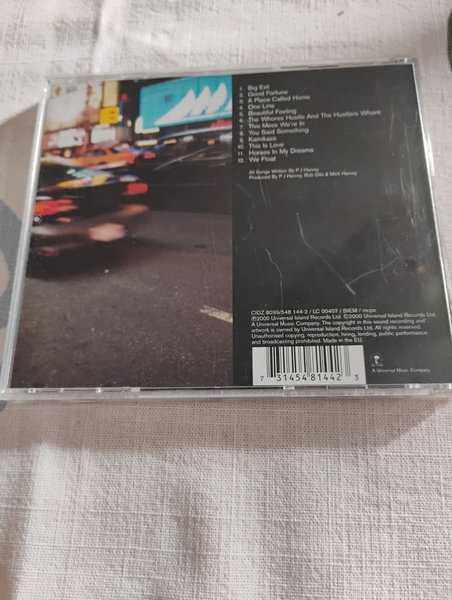 B
1. Big Exit
2. Good Fortune
3. A Place Called Home
4. One Line
5. Beautiful Feeling
6. The Whores Hustle And The Hustlers Whore
7. This Mess We're In
8. You Said Something
9. Kamikaze
10. This Is Love
11. Horses In My Dreams
12. We Float
All Songs Written By P J Harvey
Produced By P J Harvey, Rob Ellis & Mick Harvey
CIDZ 8099/548 144-2 / LC 00407 / BIEM / mcps
℗2000 Universal Island Records Ltd. ©2000 Universal Island Records Ltd.
A Universal Music Company. The copyright in this sound recording and
artwork is owned by Universal Island Records Ltd. All rights reserved.
Unauthorised copying, reproduction, hiring, lending, public performance
and broadcasting prohibited. Made in the EU.
7 31454 81442 3
A Universal Music Company